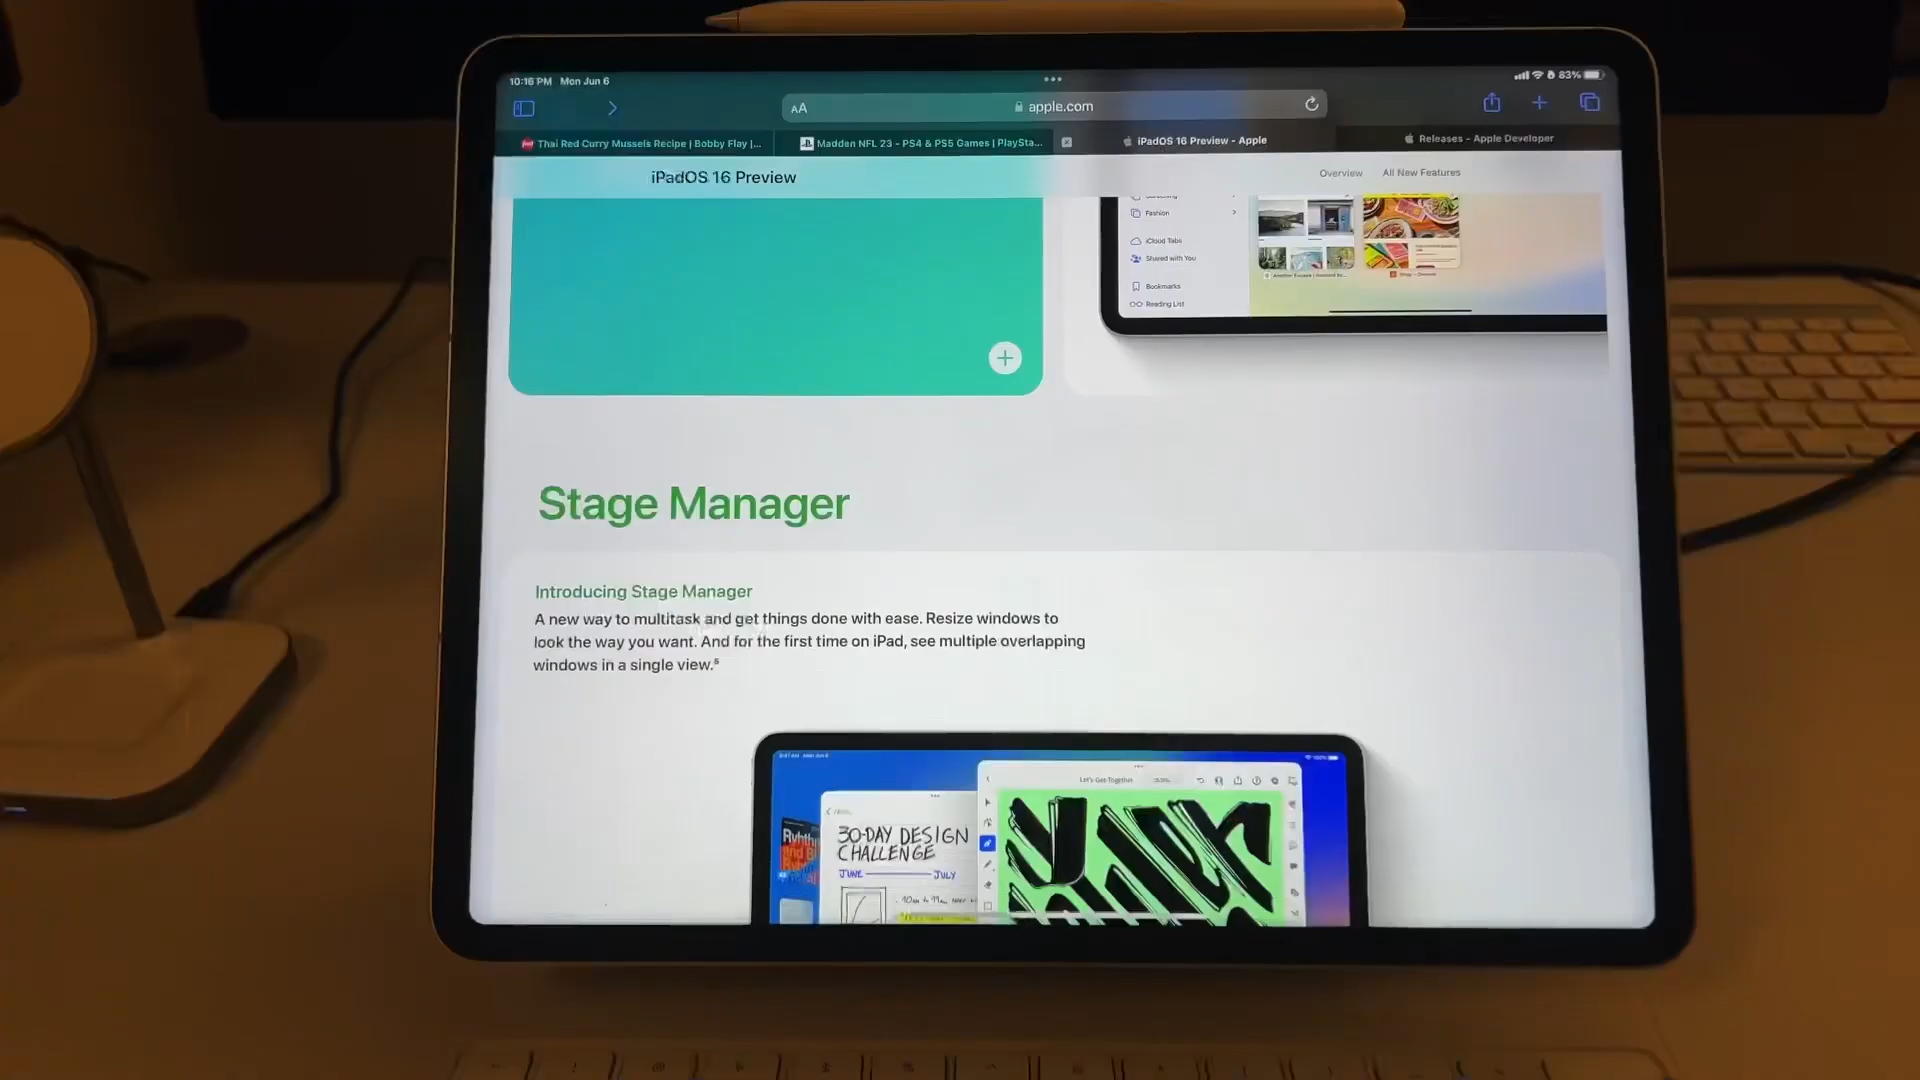 10:16 PM Mon Jun 6
83%
AA
apple.com
Thai Red Curry Mussels Recipe | Bobby Flay |...
Madden NFL 23 - PS4 & PS5 Games | PlaySta...
iPadOS 16 Preview - Apple
Releases - Apple Developer
iPadOS 16 Preview
Overview
All New Features
Fashion
iCloud Tabs
Shared with You
Bookmarks
Reading List
Stage Manager
Introducing Stage Manager
A new way to multitask and get things done with ease. Resize windows to
look the way you want. And for the first time on iPad, see multiple overlapping
windows in a single view.⁵
Let's Get Together
30-DAY DESIGN
CHALLENGE
JUNE
JULY